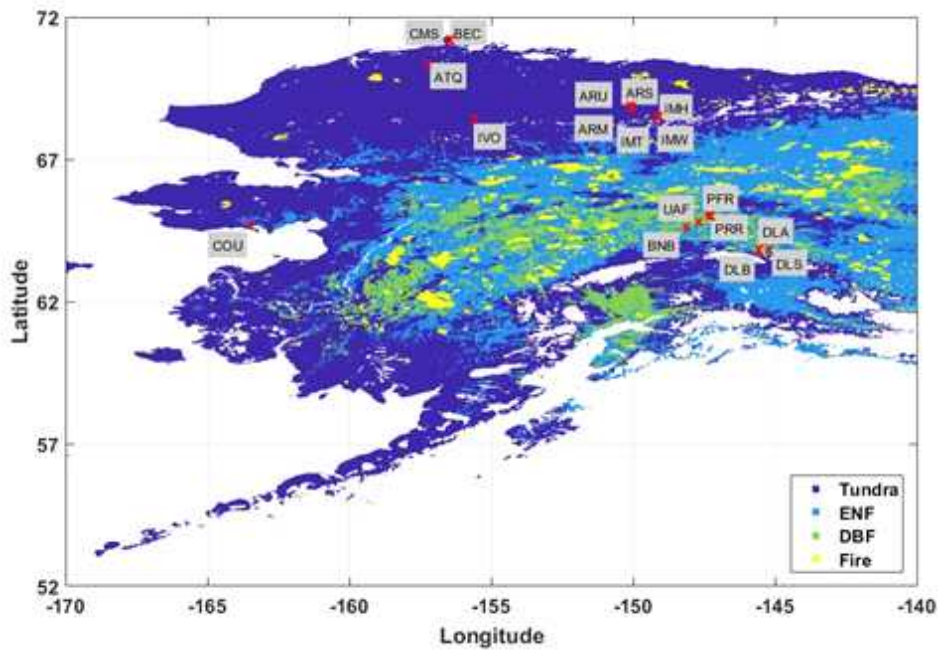 72
CMS BEC
ATQ
ARU ARS
IMH
IVO ARM
IMT IMW
67
PFR
UAF
PRR DLA
COU
BNB
DLB DLS
62
Latitude
57
Tundra
ENF
DBF
Fire
52
-170 -165 -160 -155 -150 -145 -140
Longitude